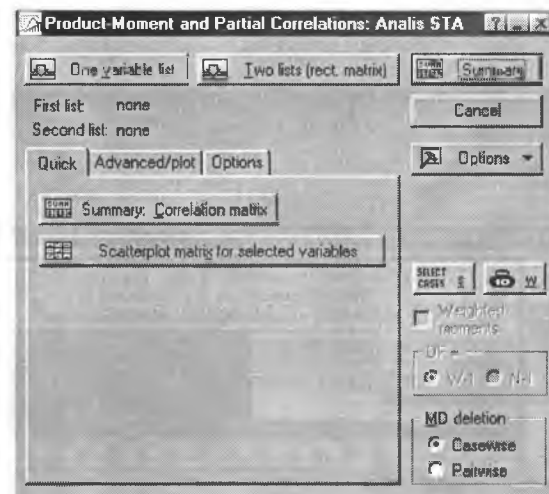 Product-Moment and Partial Correlations: Analis STA
One variable list
Two lists (rect. matrix)
Summary
First list: none
Second list: none
Cancel
Options
Quick
Advanced/plot
Options
Summary: Correlation matrix
Scatterplot matrix for selected variables
SELECT CASES S
W
Weighted moments
DF =
W-1
N-1
MD deletion
Casewise
Pairwise